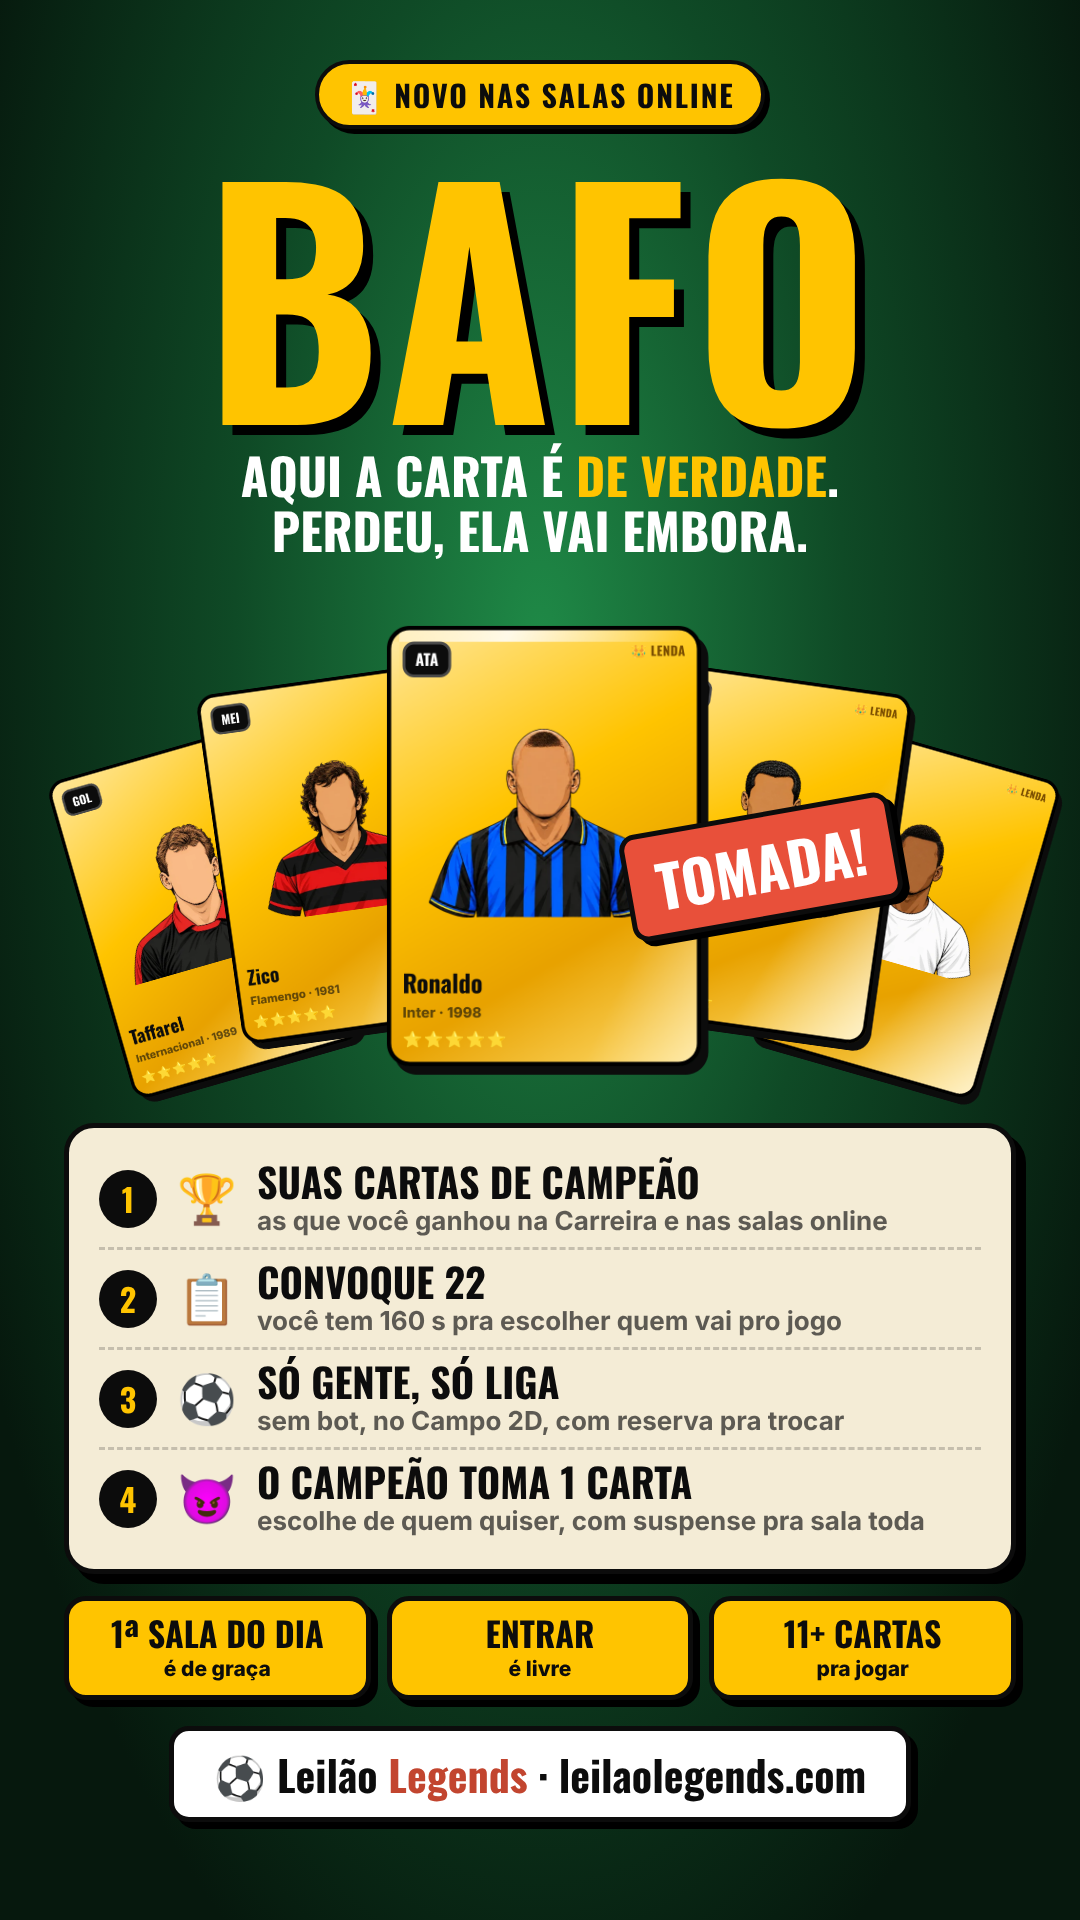 NOVO NAS SALAS ONLINE
BAFO
AQUI A CARTA É DE VERDADE.
PERDEU, ELA VAI EMBORA.
GOL
Taffarel
Internacional · 1989
MEI
Zico
Flamengo · 1981
ATA
LENDA
Ronaldo
Inter · 1998
LENDA
LENDA
TOMADA!
1
SUAS CARTAS DE CAMPEÃO
as que você ganhou na Carreira e nas salas online
2
CONVOQUE 22
você tem 160 s pra escolher quem vai pro jogo
3
SÓ GENTE, SÓ LIGA
sem bot, no Campo 2D, com reserva pra trocar
4
O CAMPEÃO TOMA 1 CARTA
escolhe de quem quiser, com suspense pra sala toda
1ª SALA DO DIA
é de graça
ENTRAR
é livre
11+ CARTAS
pra jogar
Leilão Legends · leilaolegends.com